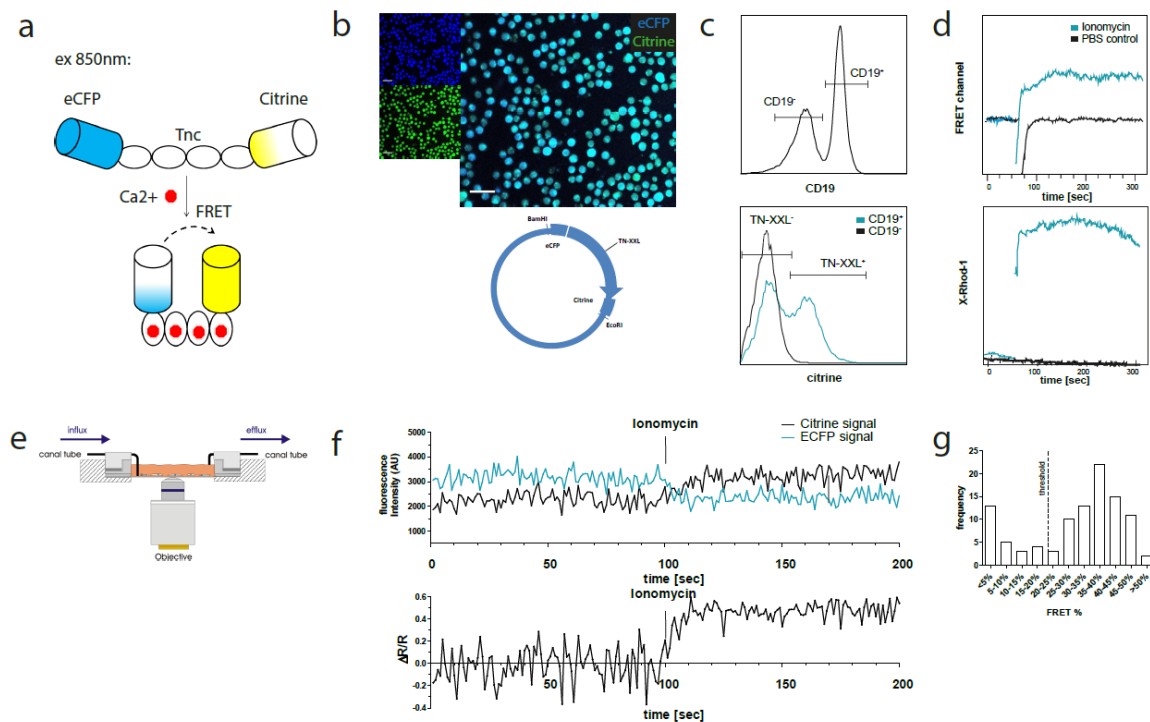 a
ex 850nm:
eCFP
Citrine
Tnc
Ca2+
FRET
b
eCFP
Citrine
BamHI
eCFP
TN-XXL
Citrine
EcoRI
c
CD19⁺
CD19⁻
CD19
TN-XXL⁻
CD19⁺
CD19⁻
TN-XXL⁺
citrine
d
Ionomycin
PBS control
FRET channel
0 100 200 300
time [sec]
X-Rhod-1
0 100 200 300
time [sec]
e
influx
efflux
canal tube
canal tube
Objective
f
Ionomycin
Citrine signal
ECFP signal
fluorescence
Intensity (AU)
5000
4000
3000
2000
1000
0 50 100 150 200
time [sec]
Ionomycin
ΔR/R
0.6
0.4
0.2
0.0
-0.2
-0.4
50 100 150 200
time [sec]
g
threshold
frequency
25
20
15
10
5
0
<5%
5-10%
10-15%
15-20%
20-25%
25-30%
30-35%
35-40%
40-45%
45-50%
>50%
FRET %